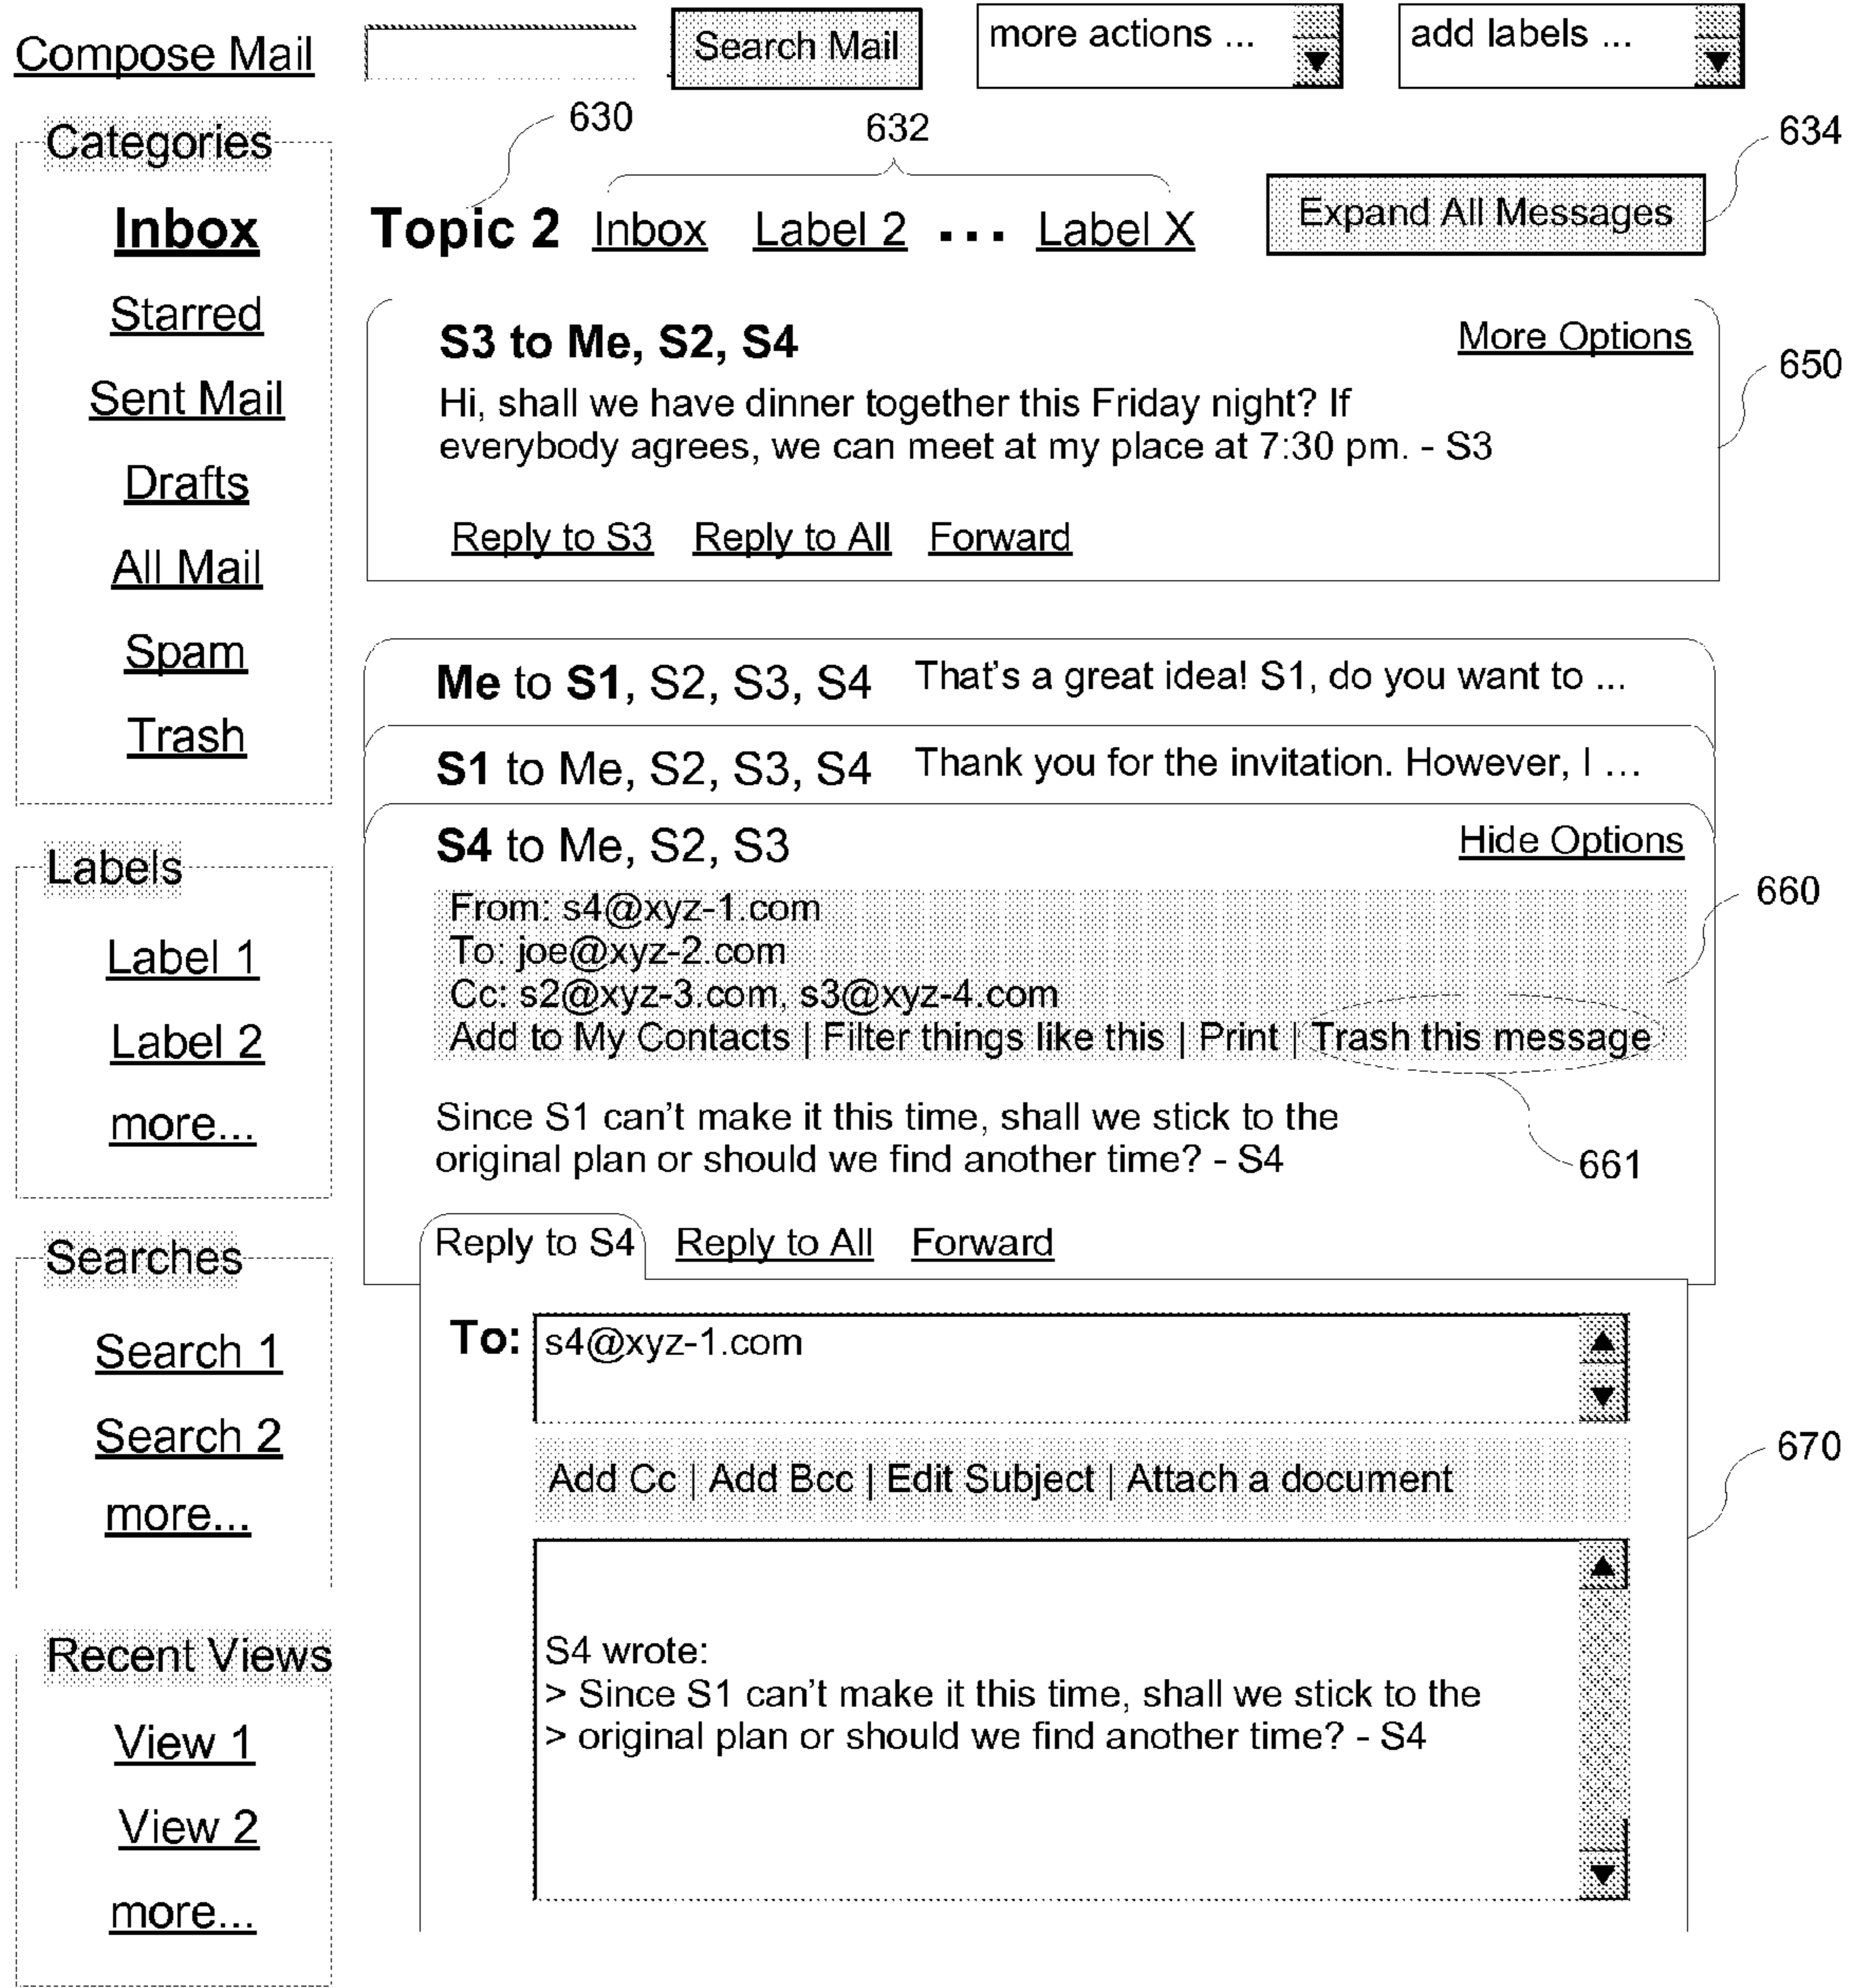 Compose Mail
Search Mail
more actions ...
add labels ...
630
632
634
Categories
Inbox
Starred
Sent Mail
Drafts
All Mail
Spam
Trash
Labels
Label 1
Label 2
more...
Searches
Search 1
Search 2
more...
Recent Views
View 1
View 2
more...
Topic 2 Inbox Label 2 ... Label X
Expand All Messages
S3 to Me, S2, S4
More Options
650
Hi, shall we have dinner together this Friday night? If
everybody agrees, we can meet at my place at 7:30 pm. - S3
Reply to S3 Reply to All Forward
Me to S1, S2, S3, S4 That's a great idea! S1, do you want to ...
S1 to Me, S2, S3, S4 Thank you for the invitation. However, I ...
S4 to Me, S2, S3
Hide Options
660
From: s4@xyz-1.com
To: joe@xyz-2.com
Cc: s2@xyz-3.com, s3@xyz-4.com
Add to My Contacts | Filter things like this | Print | Trash this message
661
Since S1 can't make it this time, shall we stick to the
original plan or should we find another time? - S4
Reply to S4 Reply to All Forward
To: s4@xyz-1.com
670
Add Cc | Add Bcc | Edit Subject | Attach a document
S4 wrote:
> Since S1 can't make it this time, shall we stick to the
> original plan or should we find another time? - S4